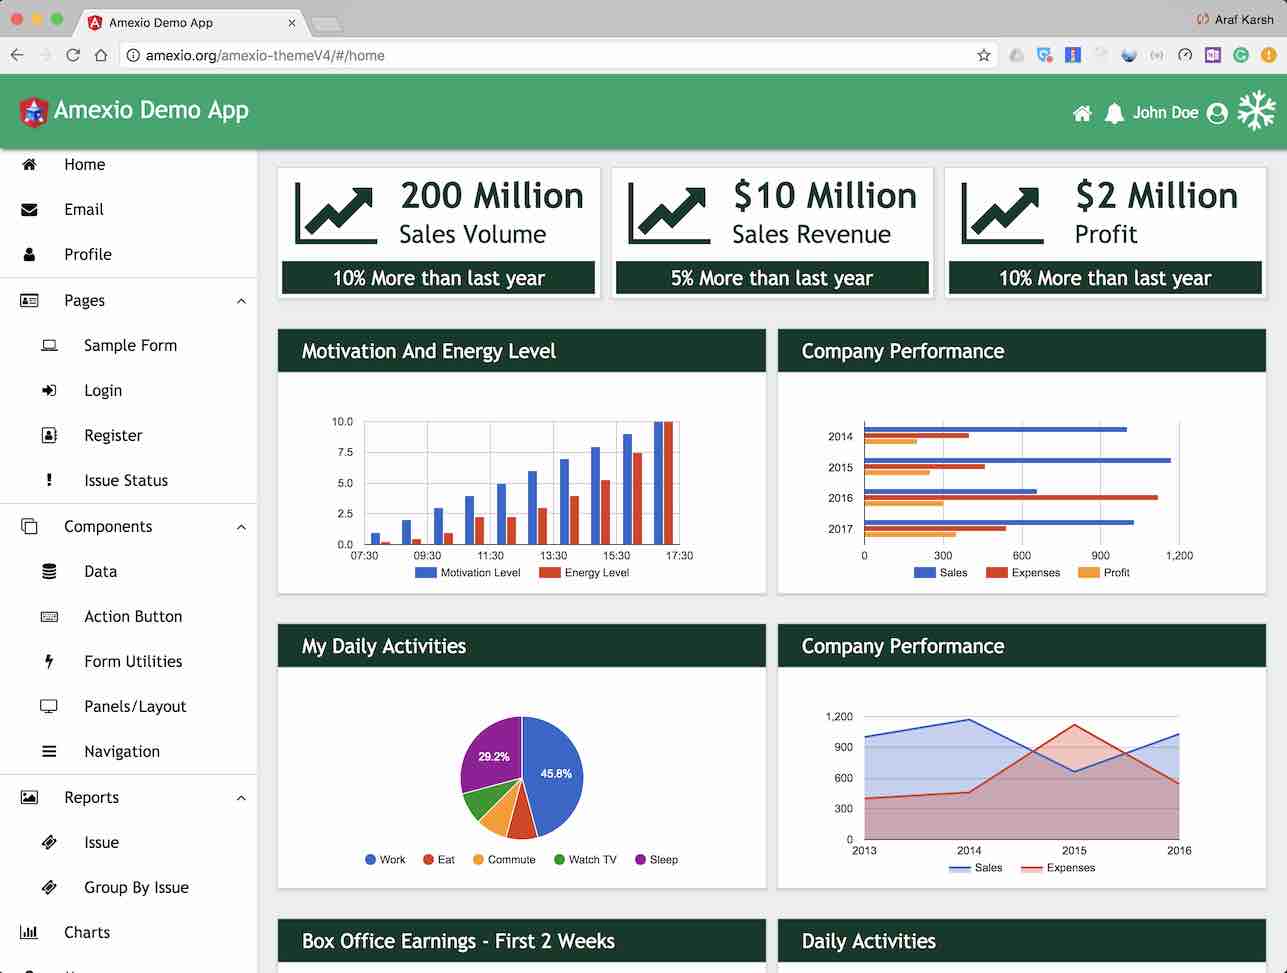 Amexio Demo App
Araf Karsh
amexio.org/amexio-themeV4/#/home
Amexio Demo App
John Doe
Home
Email
Profile
Pages
Sample Form
Login
Register
Issue Status
Components
Data
Action Button
Form Utilities
Panels/Layout
Navigation
Reports
Issue
Group By Issue
Charts
200 Million
Sales Volume
10% More than last year
$10 Million
Sales Revenue
5% More than last year
$2 Million
Profit
10% More than last year
Motivation And Energy Level
10.0
7.5
5.0
2.5
0.0
07:30 09:30 11:30 13:30 15:30 17:30
Motivation Level Energy Level
Company Performance
2014
2015
2016
2017
0 300 600 900 1,200
Sales Expenses Profit
My Daily Activities
29.2%
45.8%
Work Eat Commute Watch TV Sleep
Company Performance
1,200
900
600
300
0
2013 2014 2015 2016
Sales Expenses
Box Office Earnings - First 2 Weeks
Daily Activities